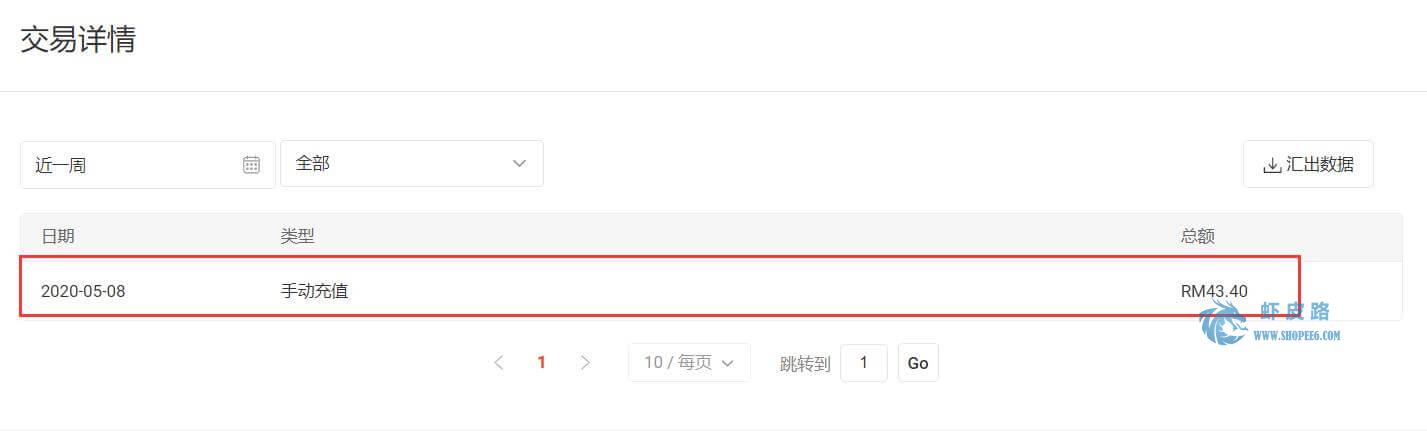 交易详情
近一周 全部 汇出数据
日期 类型 总额
2020-05-08 手动充值 RM43.40
虾皮路
WWW.SHOPEE6.COM
1 10 / 每页 跳转到 1 Go